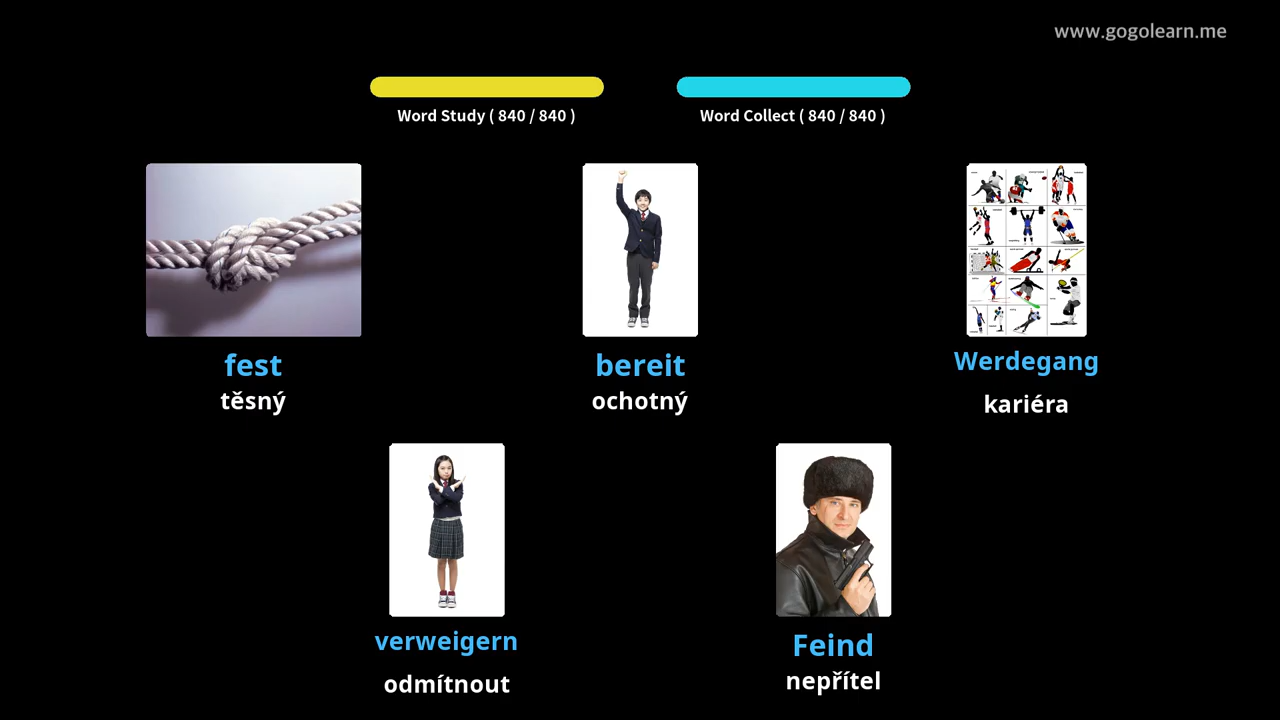 www.gogolearn.me
Word Study ( 840 / 840 )
Word Collect ( 840 / 840 )
fest
těsný
bereit
ochotný
Werdegang
kariéra
verweigern
odmítnout
Feind
nepřítel